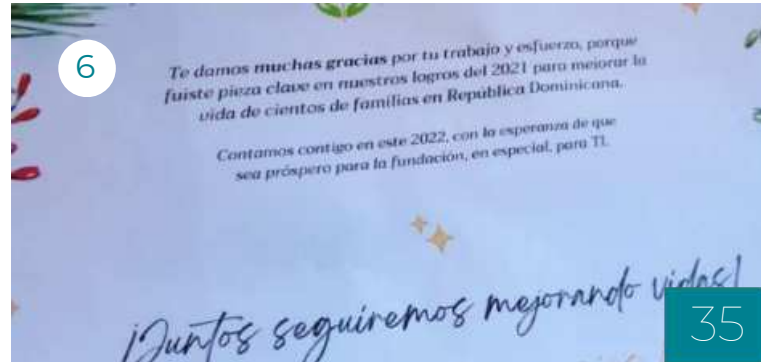 6
Te damos muchas gracias por tu trabajo y esfuerzo, porque
fuiste pieza clave en nuestros logros del 2021 para mejorar la
vida de cientos de familias en República Dominicana.
Contamos contigo en este 2022, con la esperanza de que
sea próspero para la fundación, en especial, para TI.
¡Juntos seguiremos mejorando vidas!
35